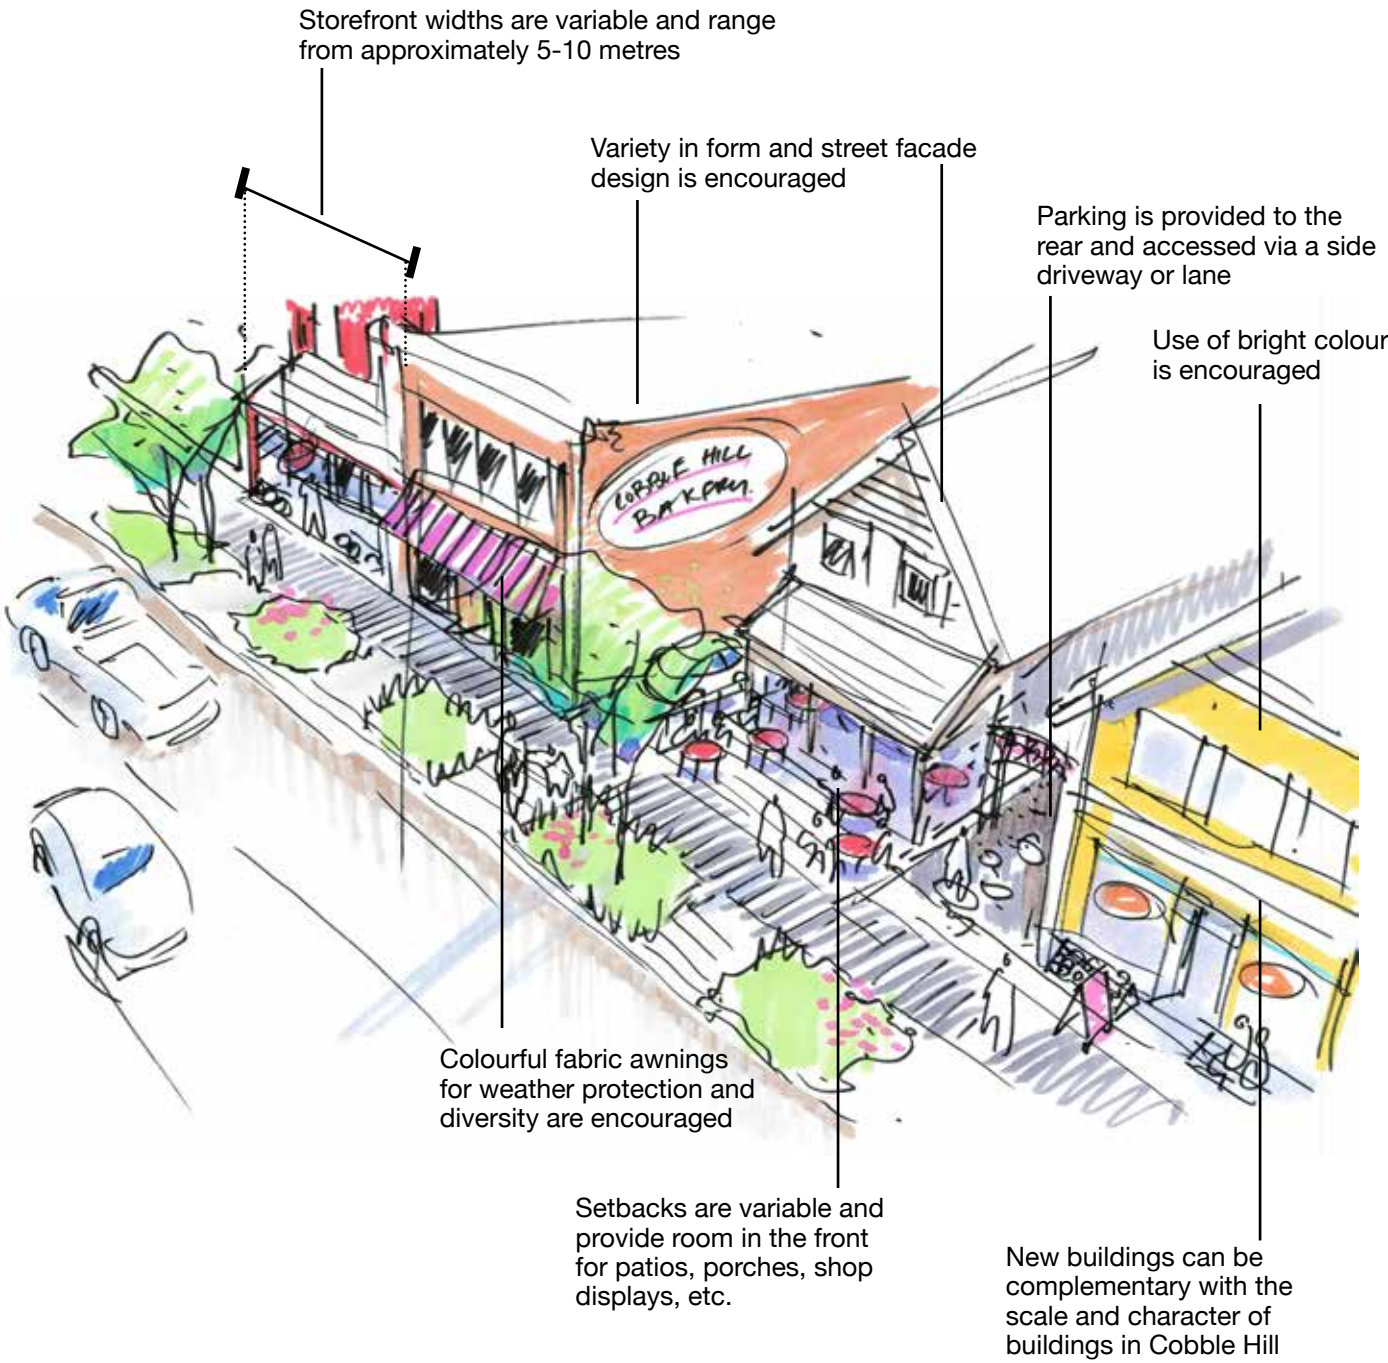 Storefront widths are variable and range
from approximately 5-10 metres
Variety in form and street facade
design is encouraged
Parking is provided to the
rear and accessed via a side
driveway or lane
Use of bright colour
is encouraged
COBBLE HILL
BAKERY.
Colourful fabric awnings
for weather protection and
diversity are encouraged
Setbacks are variable and
provide room in the front
for patios, porches, shop
displays, etc.
New buildings can be
complementary with the
scale and character of
buildings in Cobble Hill